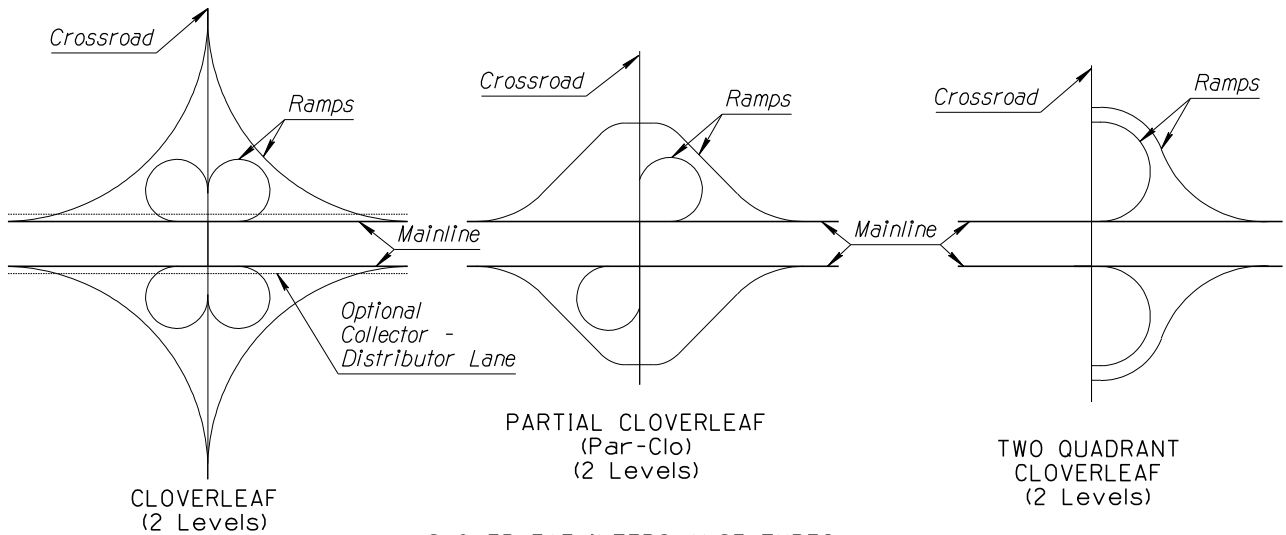 Crossroad
Ramps
Mainline
Optional
Collector -
Distributor Lane
CLOVERLEAF
(2 Levels)
Crossroad
Ramps
Mainline
PARTIAL CLOVERLEAF
(Par-Clo)
(2 Levels)
Crossroad
Ramps
TWO QUADRANT
CLOVERLEAF
(2 Levels)